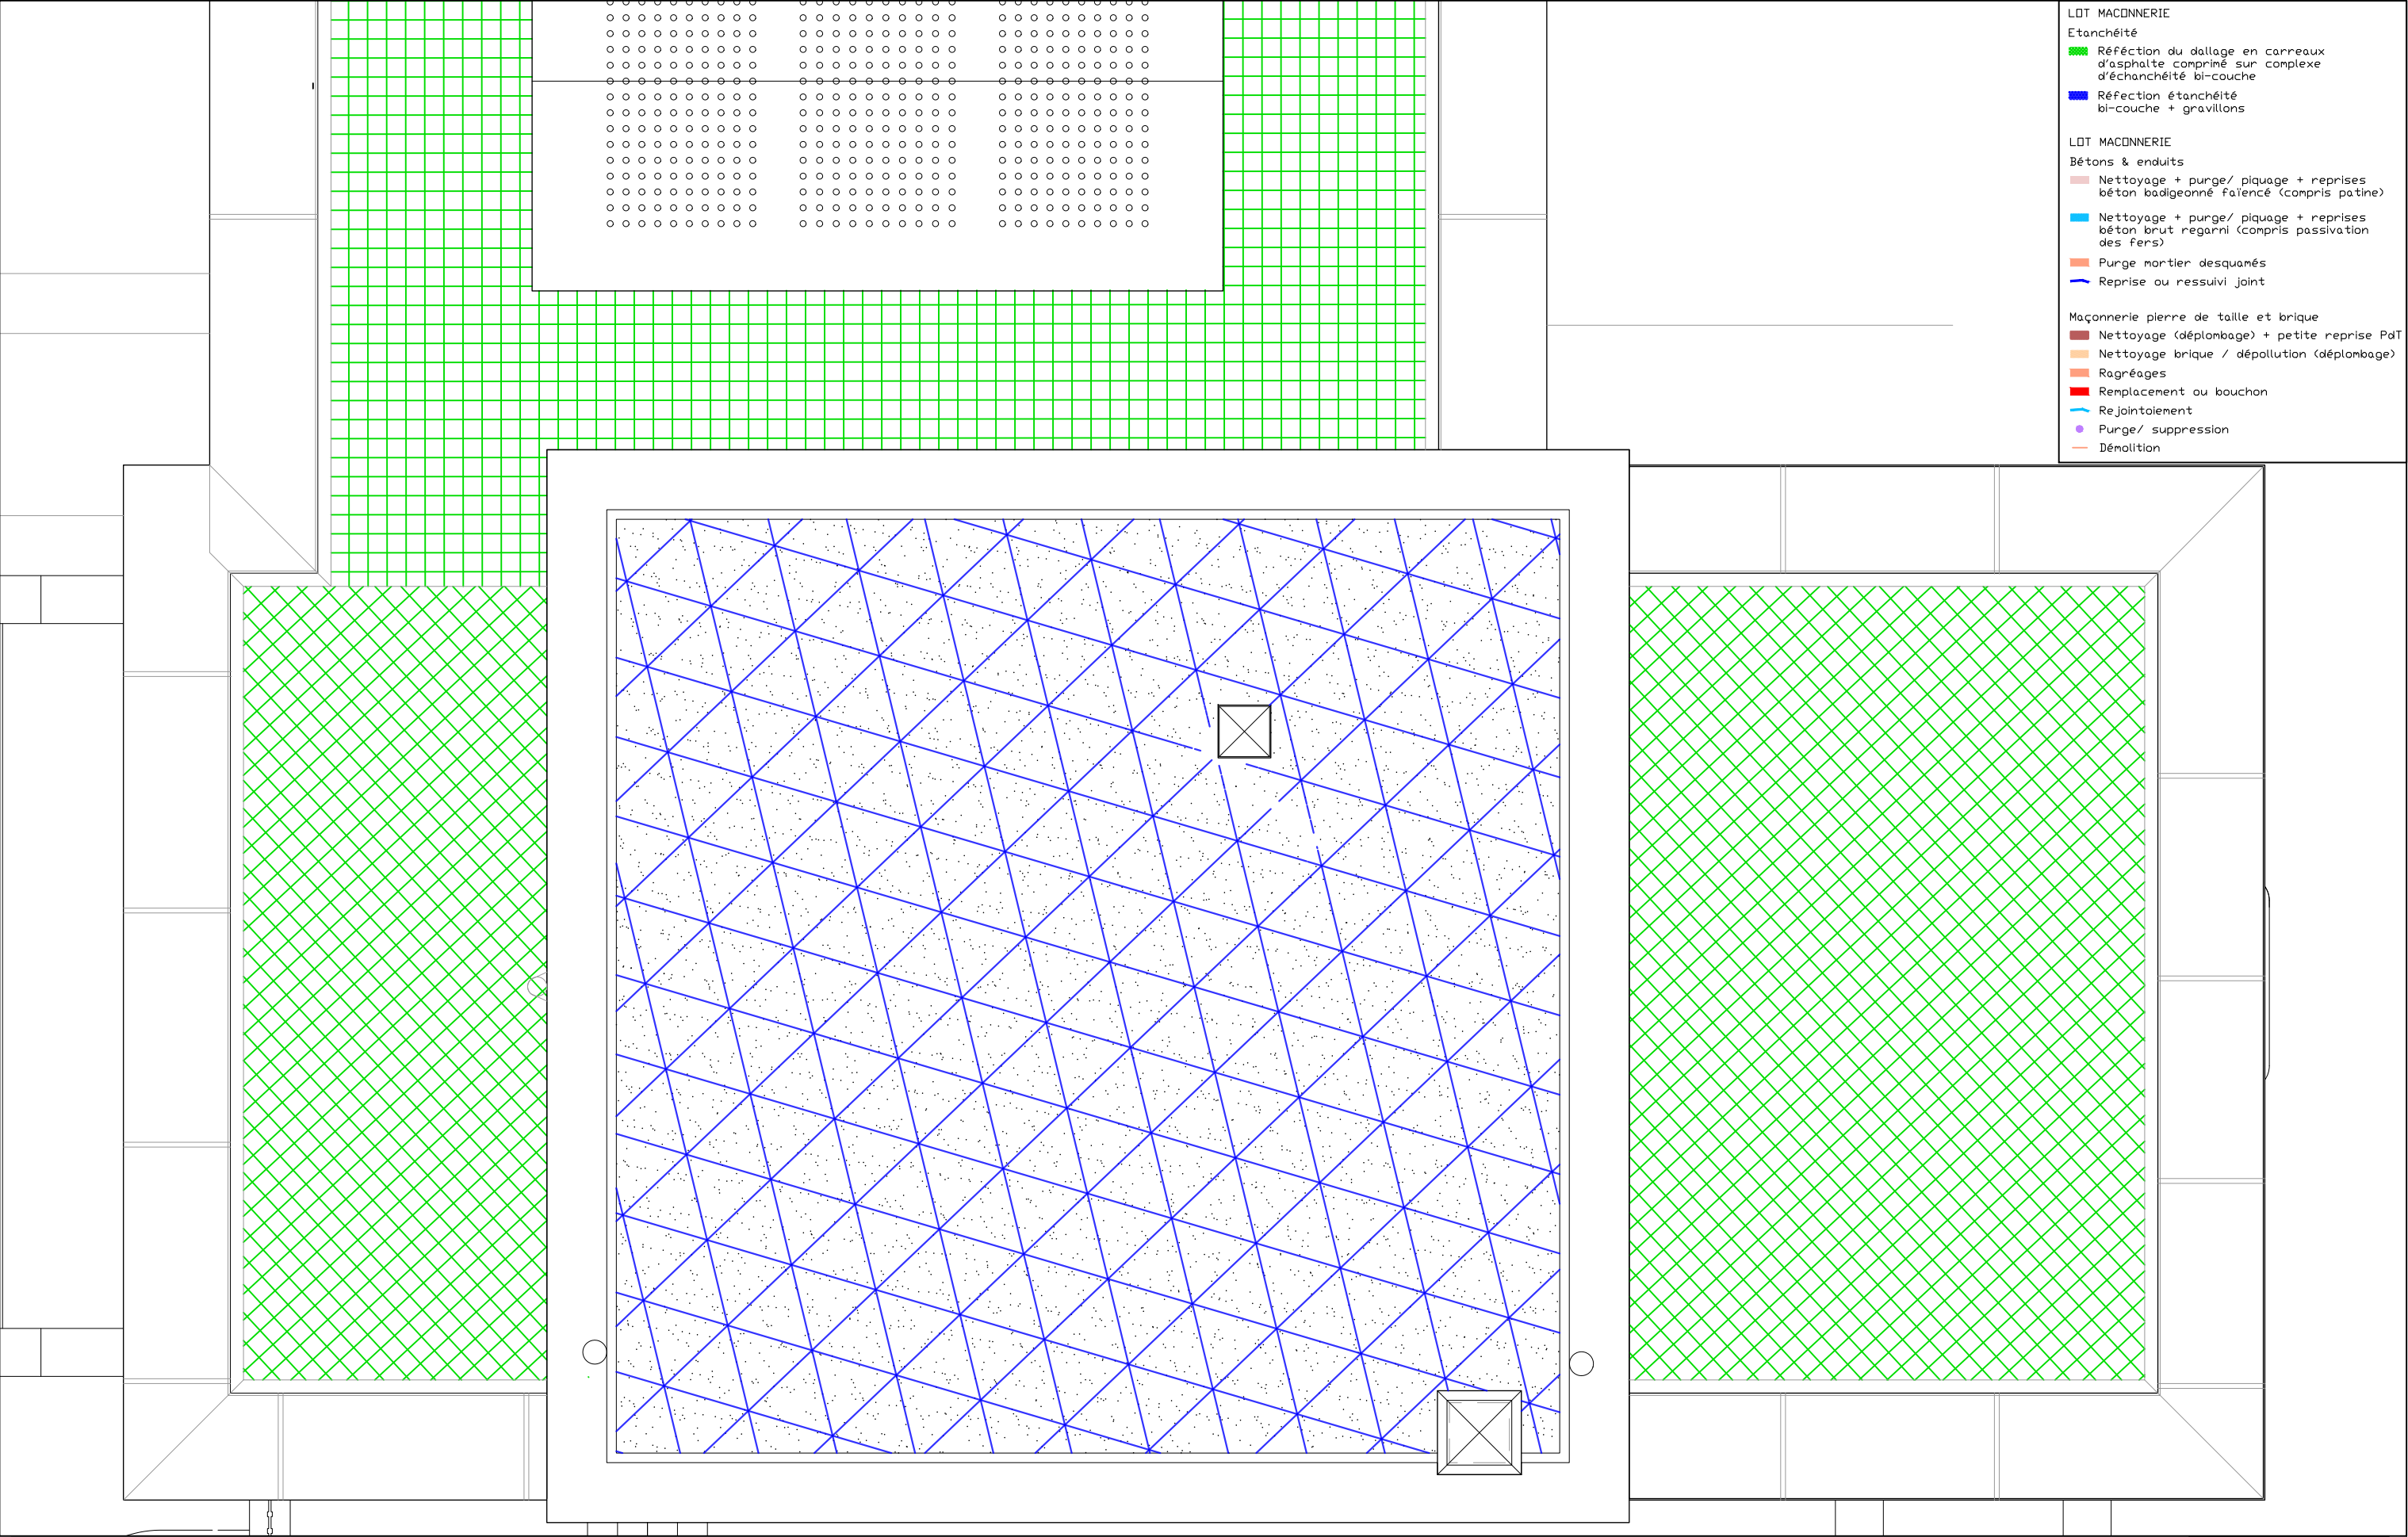 LOT MACONNERIE
Etanchéité
Réféction du dallage en carreaux
d'asphalte comprimé sur complexe
d'échanchéité bi-couche
Réfection étanchéité
bi-couche + gravillons
LOT MACONNERIE
Bétons & enduits
Nettoyage + purge/ piquage + reprises
béton badigeonné faïencé (compris patine)
Nettoyage + purge/ piquage + reprises
béton brut regarni (compris passivation
des fers)
Purge mortier desquamés
Reprise ou ressuivi joint
Maçonnerie pierre de taille et brique
Nettoyage (déplombage) + petite reprise PdT
Nettoyage brique / dépollution (déplombage)
Ragréages
Remplacement ou bouchon
Rejointoiement
Purge/ suppression
Démolition